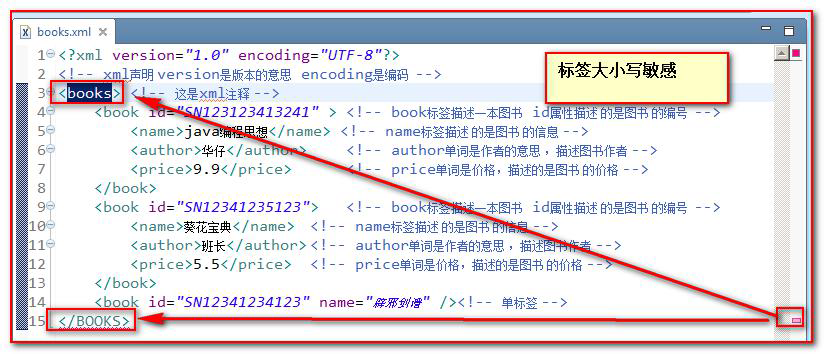 books.xml
标签大小写敏感
1 <?xml version="1.0" encoding="UTF-8"?>
2 <!-- xml声明 version是版本的意思 encoding是编码 -->
3 <books> <!-- 这是xml注释 -->
4 <book id="SN123123413241" > <!-- book标签描述一本图书 id属性描述 的是图书 的编号 -->
5 <name>java编程思想</name> <!-- name标签描述 的是图书 的信息 -->
6 <author>华仔</author> <!-- author单词是作者的意思 ，描述图书作者 -->
7 <price>9.9</price> <!-- price单词是价格，描述的是图书 的价格 -->
8 </book>
9 <book id="SN12341235123"> <!-- book标签描述一本图书 id属性描述 的是图书 的编号 -->
10 <name>葵花宝典</name> <!-- name标签描述 的是图书 的信息 -->
11 <author>班长</author> <!-- author单词是作者的意思 ，描述图书作者 -->
12 <price>5.5</price> <!-- price单词是价格，描述的是图书 的价格 -->
13 </book>
14 <book id="SN12341234123" name="辟邪剑谱" /><!-- 单标签 -->
15 </BOOKS>